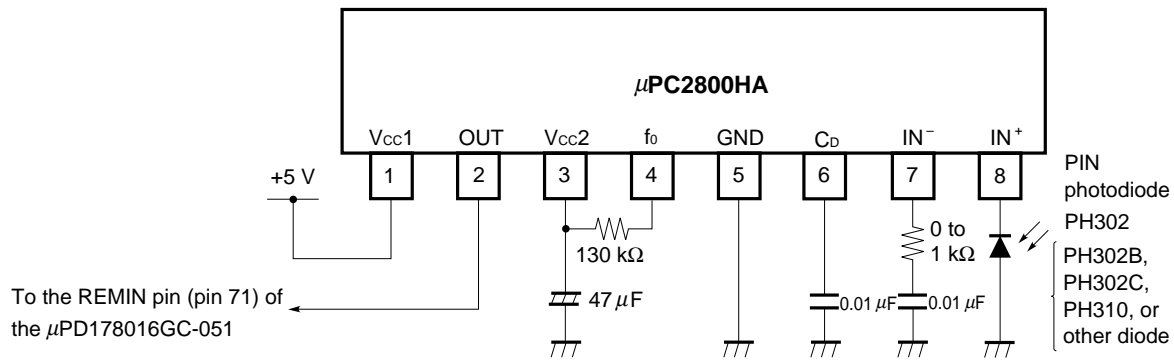 μPC2800HA
VCC1 OUT VCC2 f0 GND CD IN− IN+
1 2 3 4 5 6 7 8
+5 V
130 kΩ
47 μF
0.01 μF
0 to
1 kΩ
0.01 μF
PIN
photodiode
PH302
PH302B,
PH302C,
PH310, or
other diode
To the REMIN pin (pin 71) of
the μPD178016GC-051